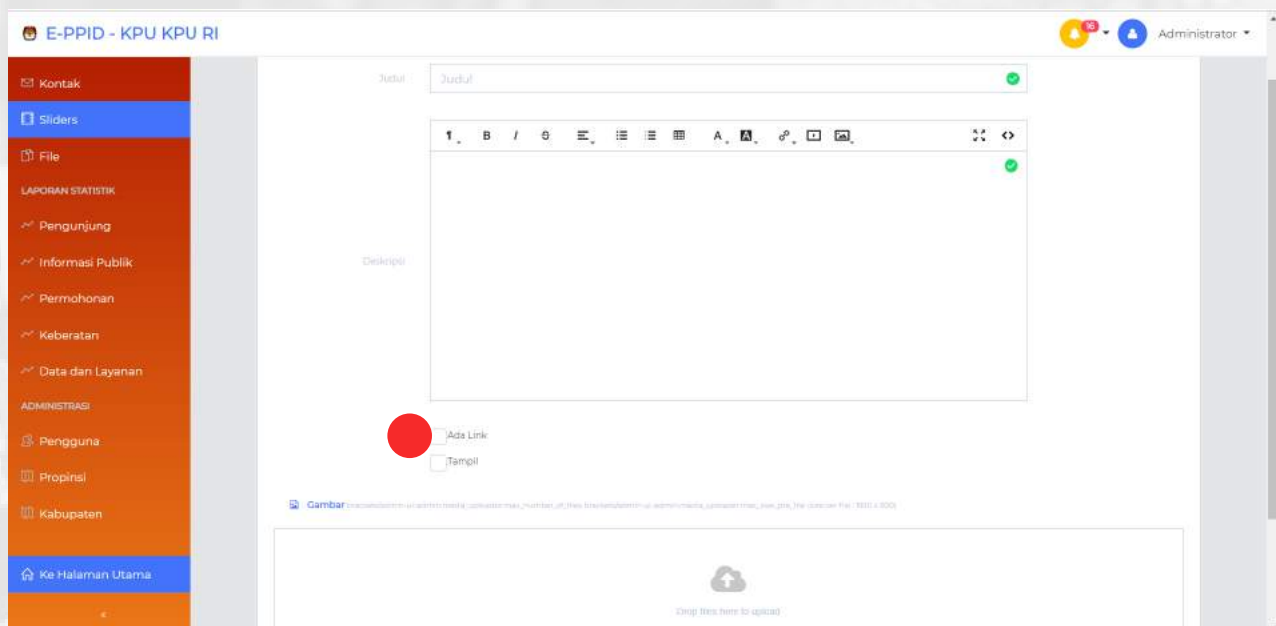 E-PPID - KPU KPU RI
16
Administrator
Kontak
Sliders
File
LAPORAN STATISTIK
Pengunjung
Informasi Publik
Permohonan
Keberatan
Data dan Layanan
ADMINISTRASI
Pengguna
Propinsi
Kabupaten
Ke Halaman Utama
Judul
Judul
Deskripsi
Ada Link
Tampil
Gambar
Drop files here to upload